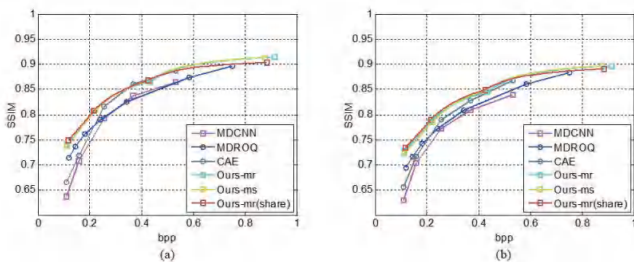 1
0.95
0.9
0.85
0.8
0.75
0.7
0.65
SSIM
0
0.2
0.4
0.6
0.8
1
bpp
MDCNN
MDROQ
CAE
Ours-mr
Ours-ms
Ours-mr(share)
(a)
1
0.95
0.9
0.85
0.8
0.75
0.7
0.65
SSIM
0
0.2
0.4
0.6
0.8
1
bpp
MDCNN
MDROQ
CAE
Ours-mr
Ours-ms
Ours-mr(share)
(b)